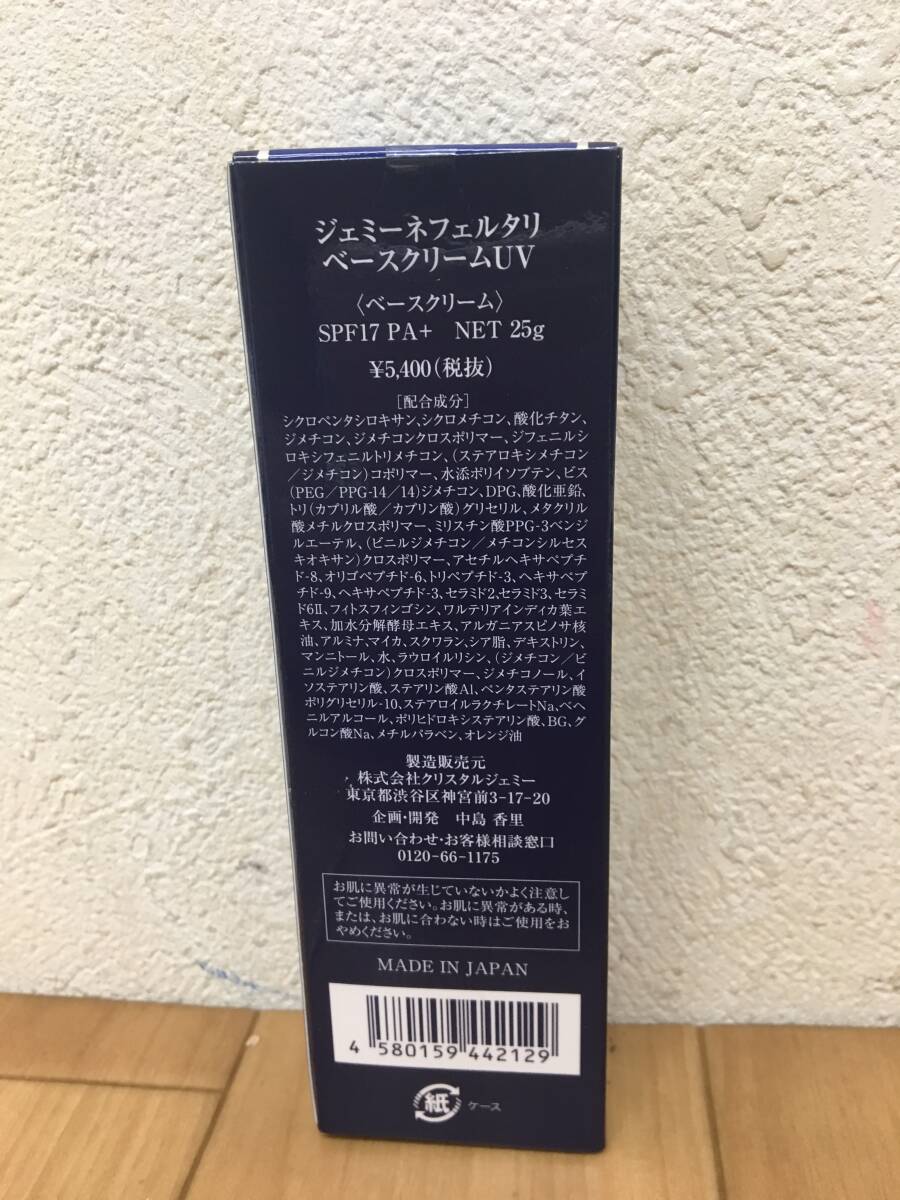 ジェミーネフェルタリ
ベースクリームUV
〈ベースクリーム〉
SPF17 PA+ NET 25g
¥5,400(税抜)
[配合成分]
シクロペンタシロキサン、シクロメチコン、酸化チタン、
ジメチコン、ジメチコンクロスポリマー、ジフェニルシ
ロキシフェニルトリメチコン、(ステアロキシメチコン
/ジメチコン)コポリマー、水添ポリイソブテン、ビス
(PEG/PPG-14/14)ジメチコン、DPG、酸化亜鉛、
トリ(カプリル酸/カプリン酸)グリセリル、メタクリル
酸メチルクロスポリマー、ミリスチン酸PPG-3ベンジ
ルエーテル、(ビニルジメチコン/メチコンシルセス
キオキサン)クロスポリマー、アセチルヘキサペプチ
ド-8、オリゴペプチド-6、トリペプチド-3、ヘキサペプ
チド-9、ヘキサペプチド-3、セラミド2、セラミド3、セラミ
ド6Ⅱ、フィトスフィンゴシン、ワルテリアインディカ葉エ
キス、加水分解酵母エキス、アルガニアスピノサ核
油、アルミナ、マイカ、スクワラン、シア脂、デキストリン、
マンニトール、水、ラウロイルリシン、(ジメチコン/ビ
ニルジメチコン)クロスポリマー、ジメチコノール、イ
ソステアリン酸、ステアリン酸Al、ペンタステアリン酸
ポリグリセリル-10、ステアロイルラクチレートNa、ベヘ
ニルアルコール、ポリヒドロキシステアリン酸、BG、グ
ルコン酸Na、メチルパラベン、オレンジ油
製造販売元
株式会社クリスタルジェミー
東京都渋谷区神宮前3-17-20
企画・開発 中島 香里
お問い合わせ・お客様相談窓口
0120-66-1175
お肌に異常が生じていないかよく注意し
てご使用ください。お肌に異常がある時、
または、お肌に合わない時はご使用をお
やめください。
MADE IN JAPAN
4 580159 442129
紙 ケース